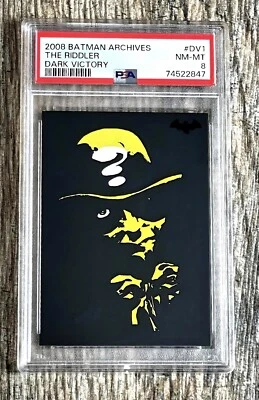 2008 BATMAN ARCHIVES #DV1
THE RIDDLER NM-MT
DARK VICTORY 8
PSA 74522847
?